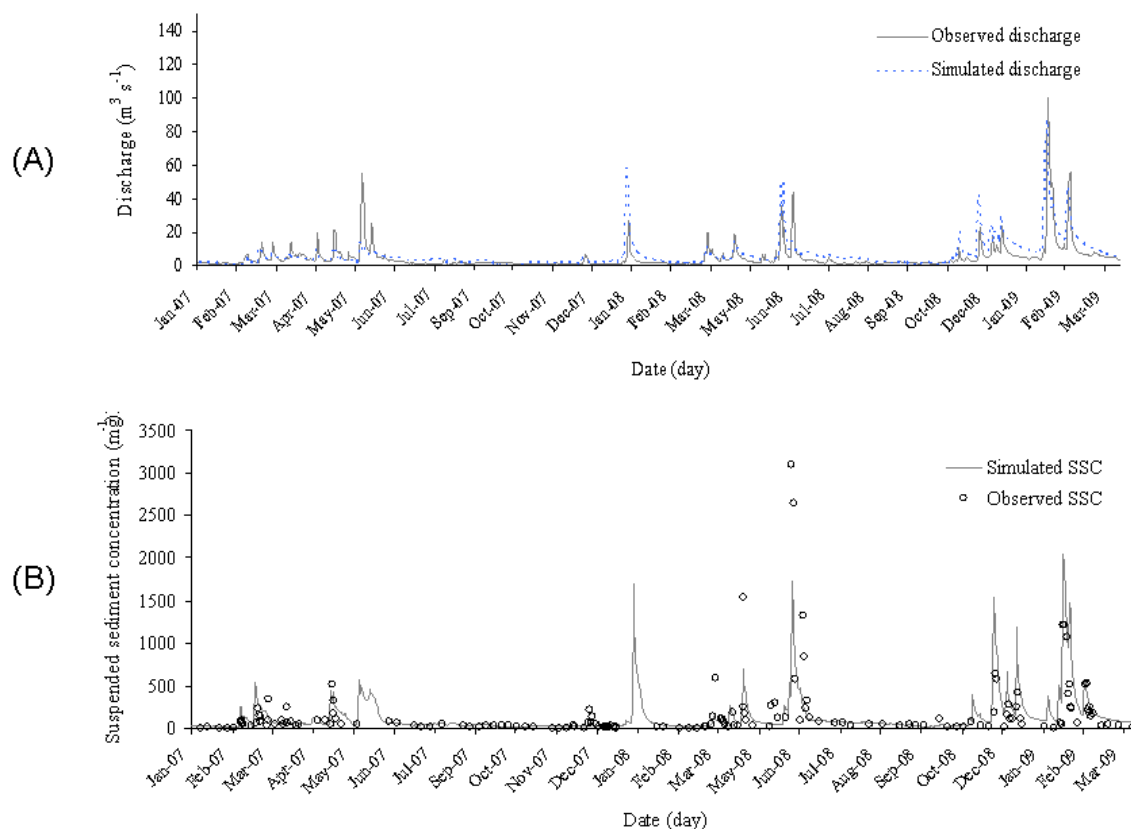 (A)
Discharge (m³ s⁻¹)
140
120
100
80
60
40
20
0
Observed discharge
Simulated discharge
Jan-07 Feb-07 Mar-07 Apr-07 May-07 Jun-07 Jul-07 Sep-07 Oct-07 Nov-07 Dec-07 Jan-08 Feb-08 Mar-08 May-08 Jun-08 Jul-08 Aug-08 Sep-08 Oct-08 Dec-08 Jan-09 Feb-09 Mar-09
Date (day)
(B)
Suspended sediment concentration (mg).
3500
3000
2500
2000
1500
1000
500
0
Simulated SSC
Observed SSC
Jan-07 Feb-07 Mar-07 Apr-07 May-07 Jun-07 Jul-07 Sep-07 Oct-07 Nov-07 Dec-07 Jan-08 Feb-08 Mar-08 May-08 Jun-08 Jul-08 Aug-08 Sep-08 Oct-08 Dec-08 Jan-09 Feb-09 Mar-09
Date (day)